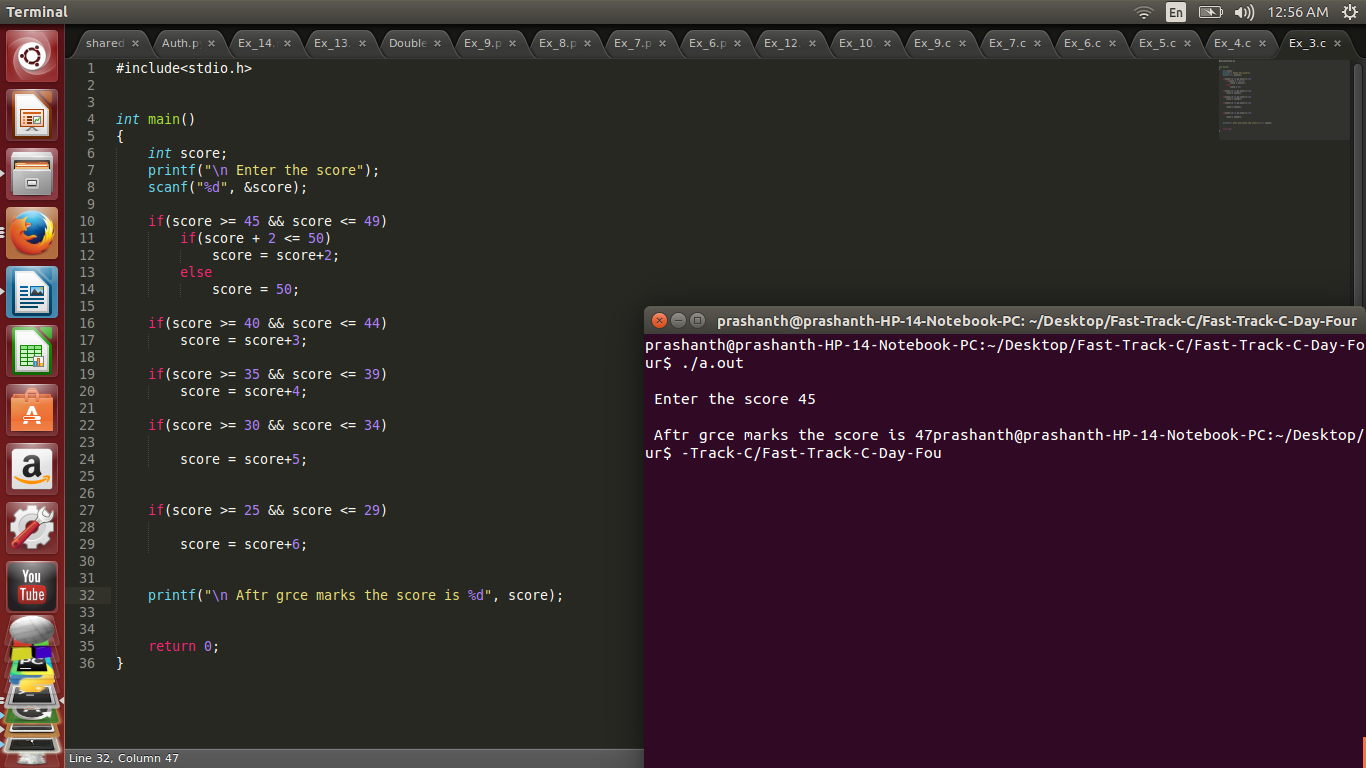 Terminal
En
12:56 AM
shared
Auth.p
Ex_14.
Ex_13.
Double
Ex_9.p
Ex_8.p
Ex_7.p
Ex_6.p
Ex_12.
Ex_10.
Ex_9.c
Ex_7.c
Ex_6.c
Ex_5.c
Ex_4.c
Ex_3.c
1 #include<stdio.h>
2
3
4 int main()
5 {
6 int score;
7 printf("\n Enter the score");
8 scanf("%d", &score);
9
10 if(score >= 45 && score <= 49)
11 if(score + 2 <= 50)
12 score = score+2;
13 else
14 score = 50;
15
16 if(score >= 40 && score <= 44)
17 score = score+3;
18
19 if(score >= 35 && score <= 39)
20 score = score+4;
21
22 if(score >= 30 && score <= 34)
23
24 score = score+5;
25
26
27 if(score >= 25 && score <= 29)
28
29 score = score+6;
30
31
32 printf("\n Aftr grce marks the score is %d", score);
33
34
35 return 0;
36 }
Line 32, Column 47
prashanth@prashanth-HP-14-Notebook-PC: ~/Desktop/Fast-Track-C/Fast-Track-C-Day-Four
prashanth@prashanth-HP-14-Notebook-PC:~/Desktop/Fast-Track-C/Fast-Track-C-Day-Fo
ur$ ./a.out
Enter the score 45
Aftr grce marks the score is 47prashanth@prashanth-HP-14-Notebook-PC:~/Desktop/
ur$ -Track-C/Fast-Track-C-Day-Fou
a
You
Tube
PC